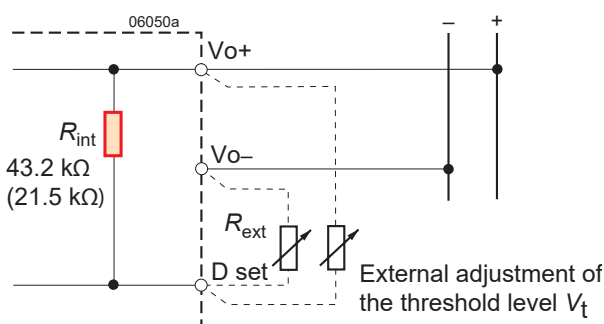 06050a
– +
Vo+
Rint
43.2 kΩ
(21.5 kΩ)
Vo–
Rext
D set
External adjustment of
the threshold level Vt